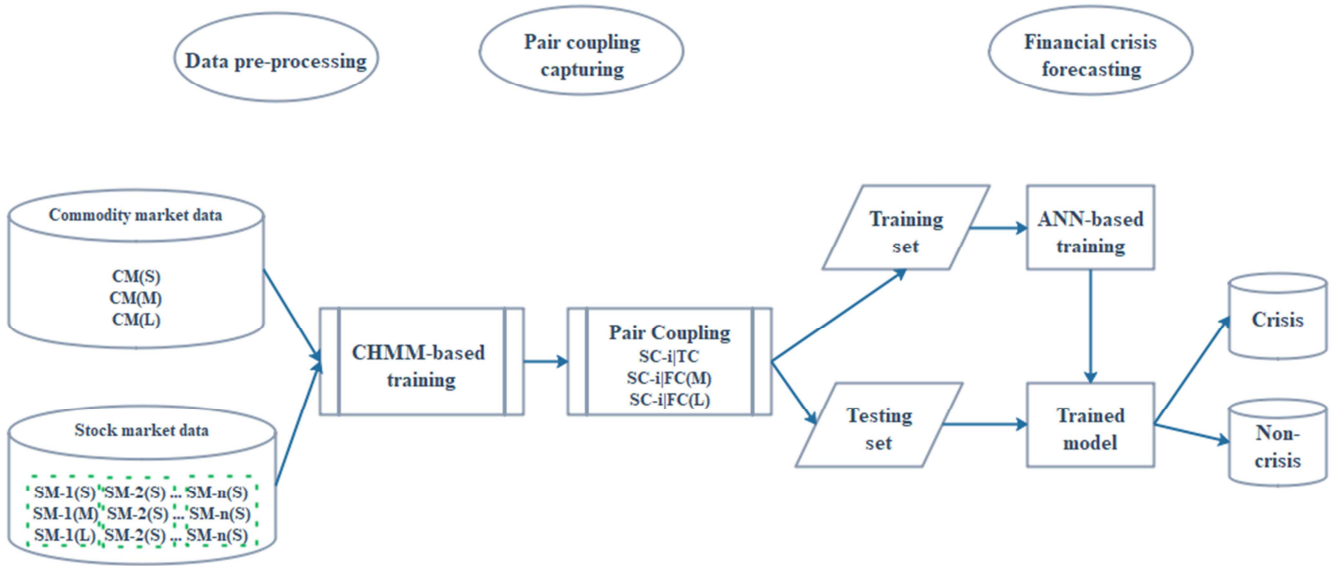 Data pre-processing
Pair coupling
capturing
Financial crisis
forecasting
Commodity market data
CM(S)
CM(M)
CM(L)
Stock market data
SM-1(S) SM-2(S) ... SM-n(S)
SM-1(M) SM-2(S) ... SM-n(S)
SM-1(L) SM-2(S) ... SM-n(S)
CHMM-based
training
Pair Coupling
SC-i|TC
SC-i|FC(M)
SC-i|FC(L)
Training
set
ANN-based
training
Testing
set
Trained
model
Crisis
Non-
crisis